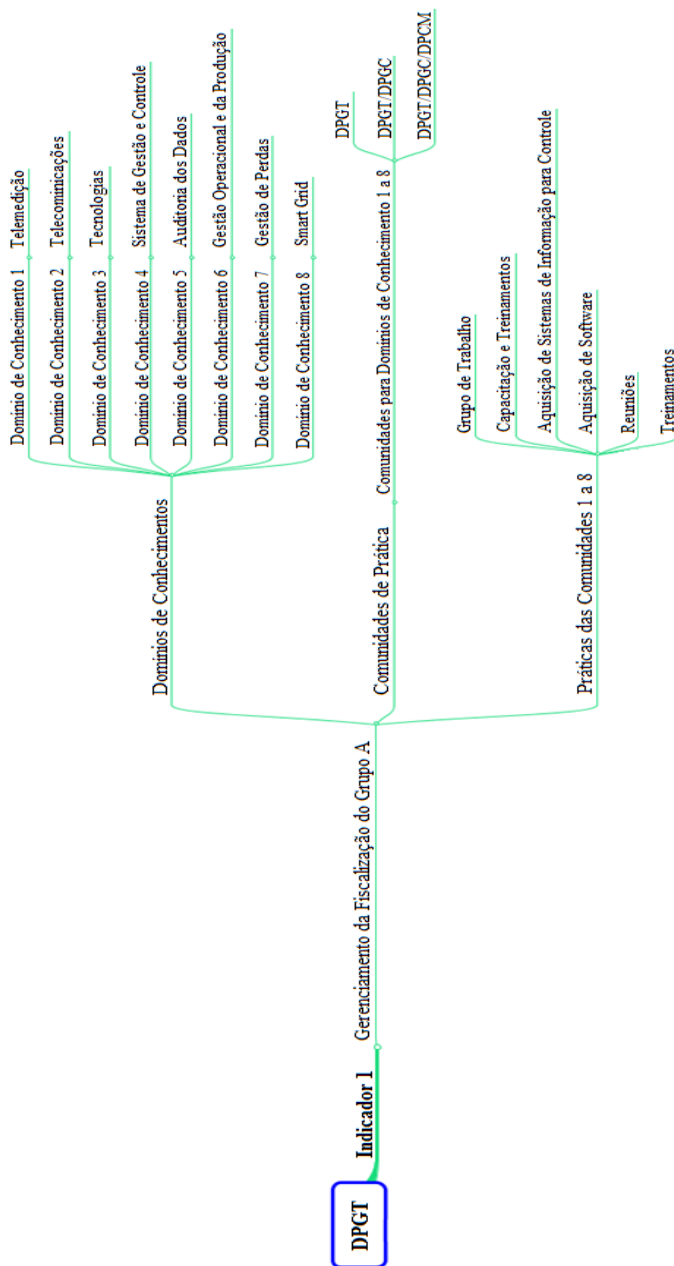 DPGT
Indicador 1
Gerenciamento da Fiscalização do Grupo A
Domínios de Conhecimentos
Domínio de Conhecimento 1 Telemedição
Domínio de Conhecimento 2 Telecominicações
Domínio de Conhecimento 3 Tecnologias
Domínio de Conhecimento 4 Sistema de Gestão e Controle
Domínio de Conhecimento 5 Auditoria dos Dados
Domínio de Conhecimento 6 Gestão Operacional e da Produção
Domínio de Conhecimento 7 Gestão de Perdas
Domínio de Conhecimento 8 Smart Grid
Comunidades de Prática
Comunidades para Domínios de Conhecimento 1 a 8
DPGT
DPGT/DPGC
DPGT/DPGC/DPCM
Práticas das Comunidades 1 a 8
Grupo de Trabalho
Capacitação e Treinamentos
Aquisição de Sistemas de Informação para Controle
Aquisição de Software
Reuniões
Treinamentos